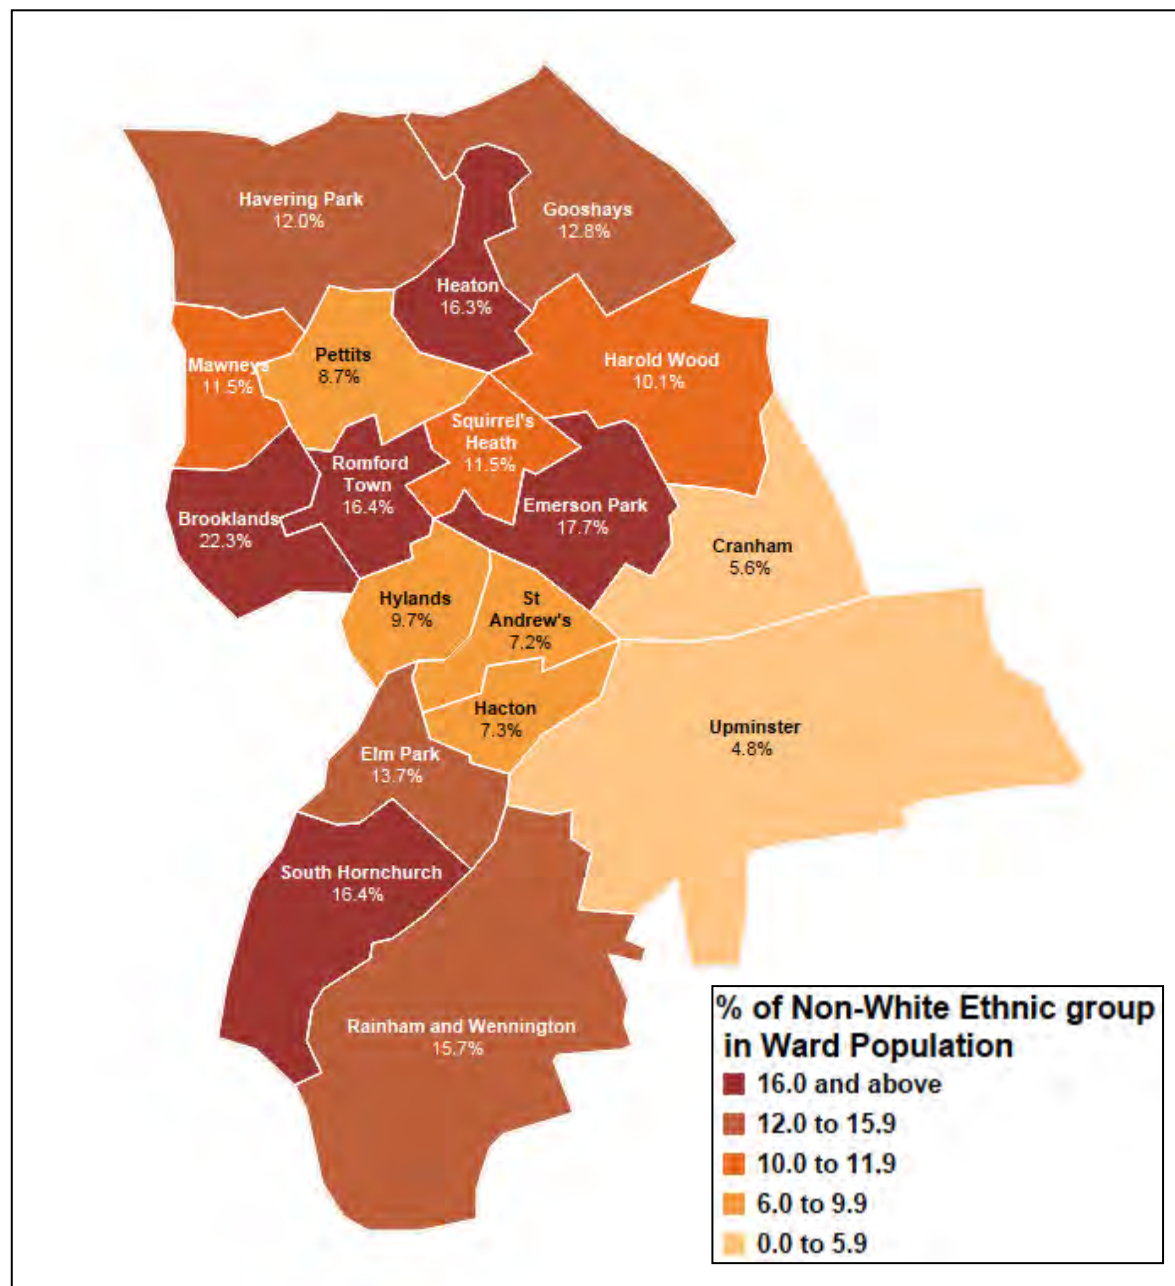 Havering Park
12.0%
Gooshays
12.8%
Heaton
16.3%
Pettits
8.7%
Mawneys
11.5%
Harold Wood
10.1%
Squirrel's
Heath
11.5%
Romford
Town
16.4%
Emerson Park
17.7%
Brooklands
22.3%
Cranham
5.6%
Hylands
9.7%
St
Andrew's
7.2%
Hacton
7.3%
Upminster
4.8%
Elm Park
13.7%
South Hornchurch
16.4%
Rainham and Wennington
15.7%
% of Non-White Ethnic group
in Ward Population
16.0 and above
12.0 to 15.9
10.0 to 11.9
6.0 to 9.9
0.0 to 5.9